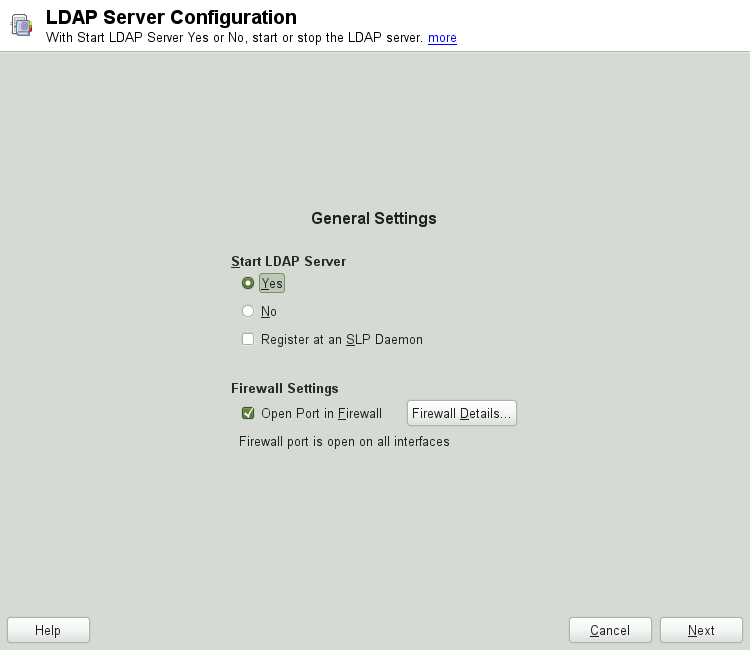 LDAP Server Configuration
With Start LDAP Server Yes or No, start or stop the LDAP server. more
General Settings
Start LDAP Server
Yes
No
Register at an SLP Daemon
Firewall Settings
Open Port in Firewall Firewall Details...
Firewall port is open on all interfaces
Help Cancel Next